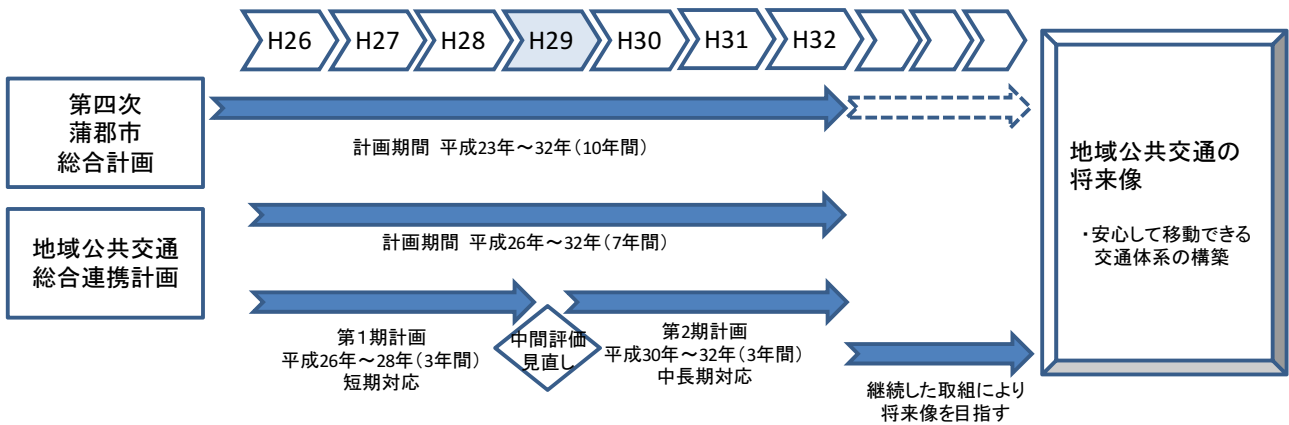 H26
H27
H28
H29
H30
H31
H32
第四次
蒲郡市
総合計画
計画期間 平成23年～32年(10年間)
地域公共交通
総合連携計画
計画期間 平成26年～32年(7年間)
第1期計画
平成26年～28年(3年間)
短期対応
中間評価
見直し
第2期計画
平成30年～32年(3年間)
中長期対応
継続した取組により
将来像を目指す
地域公共交通の
将来像
・安心して移動できる
交通体系の構築